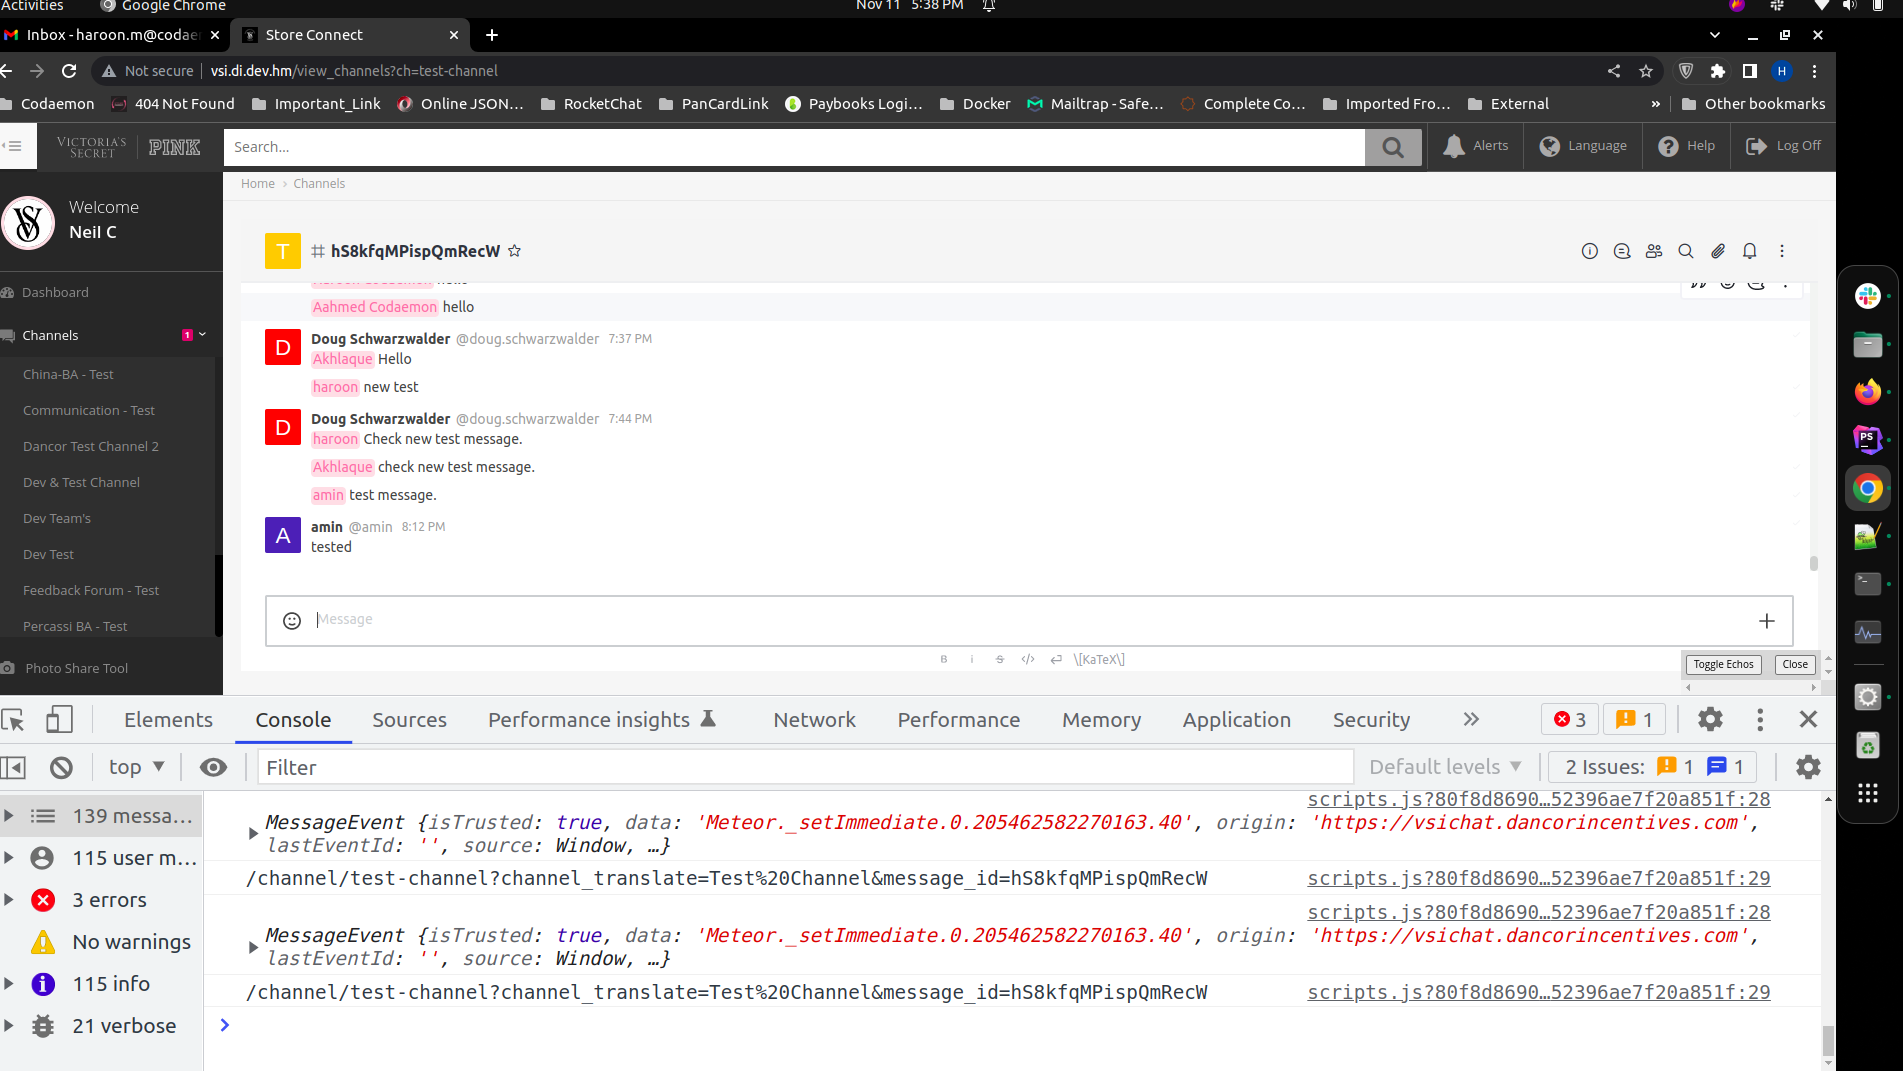 Activities
Google Chrome
Nov 11 5:38 PM
Inbox - haroon.m@codae
Store Connect
Not secure
vsi.di.dev.hm/view_channels?ch=test-channel
H
Codaemon
404 Not Found
Important_Link
Online JSON…
RocketChat
PanCardLink
Paybooks Logi…
Docker
Mailtrap - Safe…
Complete Co…
Imported Fro…
External
»
Other bookmarks
VICTORIA'S SECRET
PINK
Search...
Alerts
Language
Help
Log Off
Home › Channels
VS
Welcome
Neil C
Dashboard
Channels
1
China-BA - Test
Communication - Test
Dancor Test Channel 2
Dev & Test Channel
Dev Team's
Dev Test
Feedback Forum - Test
Percassi BA - Test
Photo Share Tool
T
hS8kfqMPispQmRecW
Aahmed Codaemon hello
D
Doug Schwarzwalder @doug.schwarzwalder 7:37 PM
Akhlaque Hello
haroon new test
D
Doug Schwarzwalder @doug.schwarzwalder 7:44 PM
haroon Check new test message.
Akhlaque check new test message.
amin test message.
A
amin @amin 8:12 PM
tested
Message
B i S </> \[KaTeX\]
Toggle Echos
Close
PS
Elements
Console
Sources
Performance insights
Network
Performance
Memory
Application
Security
»
3
1
top
Filter
Default levels
2 Issues: 1 1
139 messa…
115 user m…
3 errors
No warnings
115 info
21 verbose
scripts.js?80f8d8690…52396ae7f20a851f:28
MessageEvent {isTrusted: true, data: 'Meteor._setImmediate.0.205462582270163.40', origin: 'https://vsichat.dancorincentives.com',
lastEventId: '', source: Window, …}
/channel/test-channel?channel_translate=Test%20Channel&message_id=hS8kfqMPispQmRecW
scripts.js?80f8d8690…52396ae7f20a851f:29
scripts.js?80f8d8690…52396ae7f20a851f:28
MessageEvent {isTrusted: true, data: 'Meteor._setImmediate.0.205462582270163.40', origin: 'https://vsichat.dancorincentives.com',
lastEventId: '', source: Window, …}
/channel/test-channel?channel_translate=Test%20Channel&message_id=hS8kfqMPispQmRecW
scripts.js?80f8d8690…52396ae7f20a851f:29